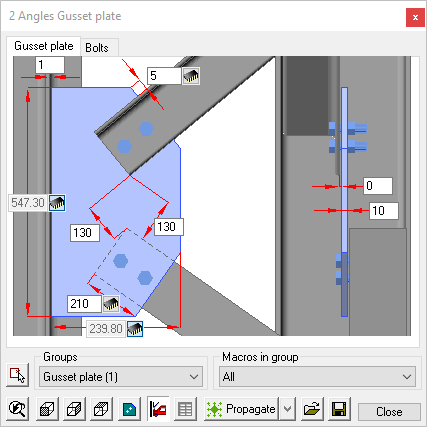 2 Angles Gusset plate
x
Gusset plate
Bolts
1
5
547.30
0
10
130
130
210
239.80
Groups
Macros in group
Gusset plate (1)
All
Propagate
Close